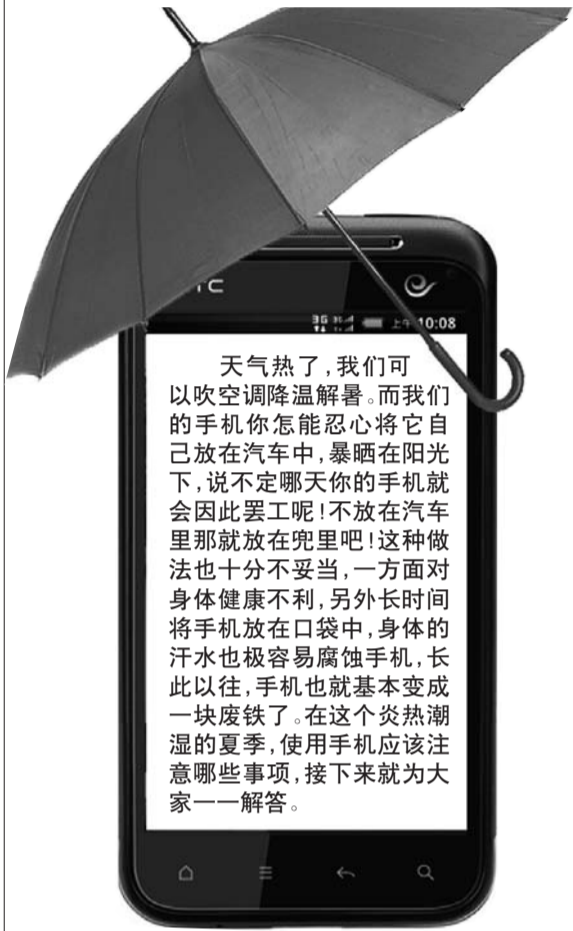 TC
3G 3G 上午10:08
天气热了,我们可
以吹空调降温解暑。而我们
的手机你怎能忍心将它自
己放在汽车中,暴晒在阳光
下,说不定哪天你的手机就
会因此罢工呢!不放在汽车
里那就放在兜里吧!这种做
法也十分不妥当,一方面对
身体健康不利,另外长时间
将手机放在口袋中,身体的
汗水也极容易腐蚀手机,长
此以往,手机也就基本变成
一块废铁了。在这个炎热潮
湿的夏季,使用手机应该注
意哪些事项,接下来就为大
家一一解答。